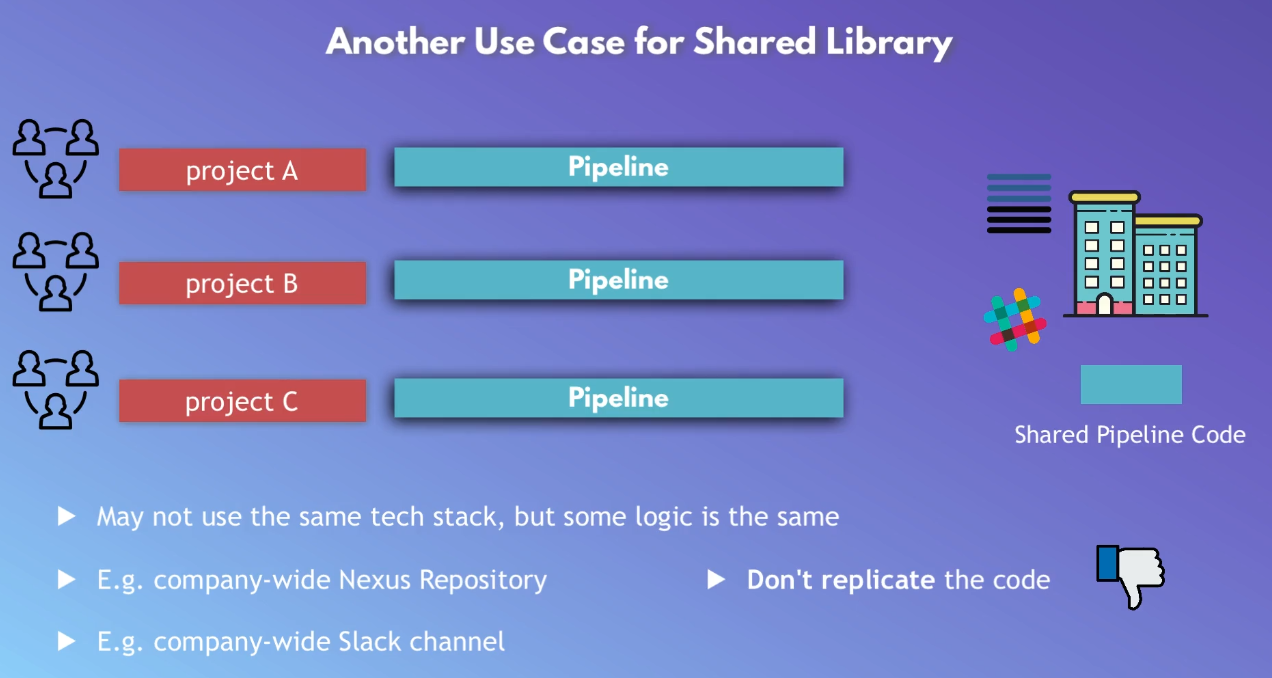 Another Use Case for Shared Library
project A
Pipeline
project B
Pipeline
project C
Pipeline
Shared Pipeline Code
May not use the same tech stack, but some logic is the same
E.g. company-wide Nexus Repository
Don't replicate the code
E.g. company-wide Slack channel